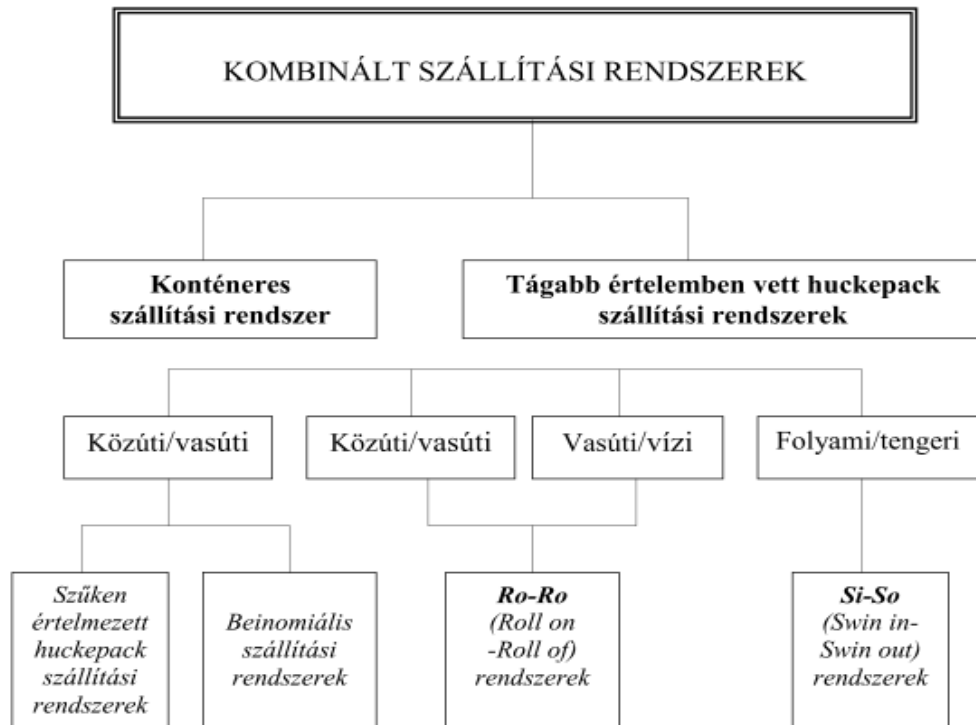 KOMBINÁLT SZÁLLÍTÁSI RENDSZEREK
Konténeres
szállítási rendszer
Tágabb értelemben vett huckepack
szállítási rendszerek
Közúti/vasúti
Közúti/vasúti
Vasúti/vízi
Folyami/tengeri
Szűken
értelmezett
huckepack
szállítási
rendszerek
Beinomiális
szállítási
rendszerek
Ro-Ro
(Roll on
-Roll of)
rendszerek
Si-So
(Swin in-
Swin out)
rendszerek